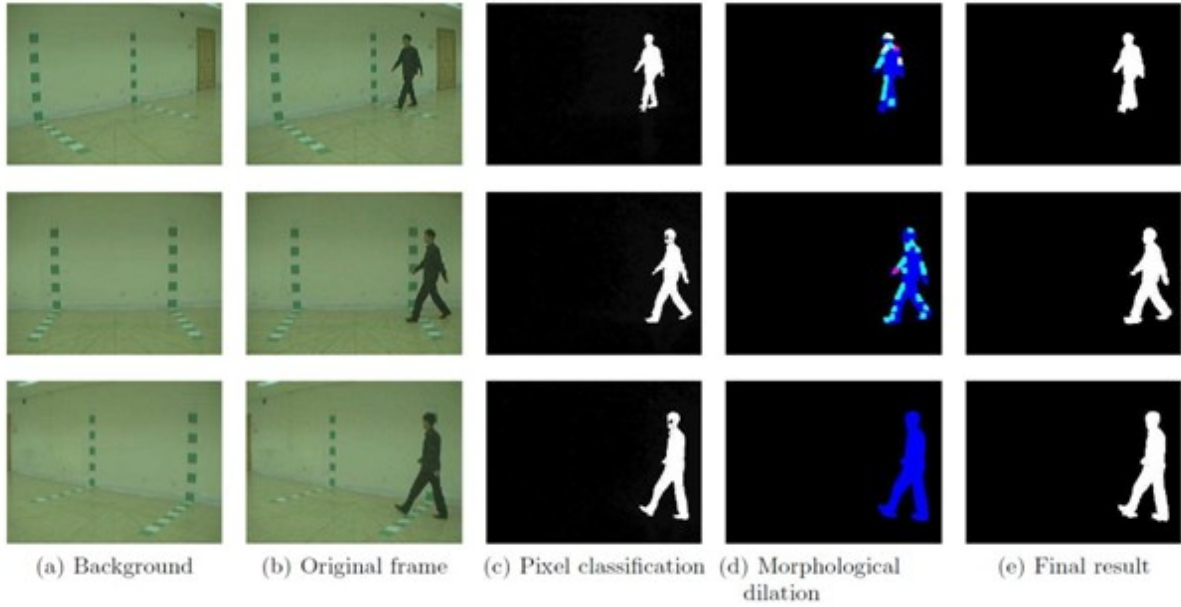 (a) Background
(b) Original frame
(c) Pixel classification
(d) Morphological
dilation
(e) Final result